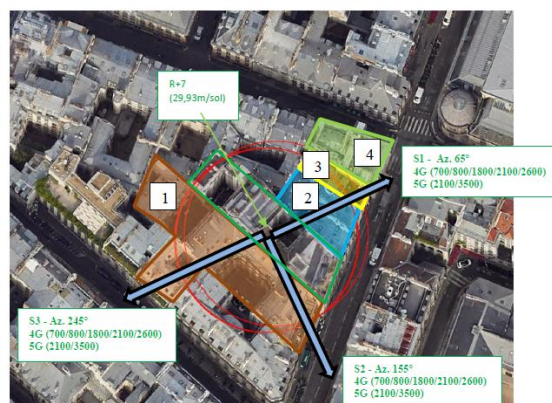 R+7
(29,93m/sol)
4
3
S1 - Az. 65°
4G (700/800/1800/2100/2600)
5G (2100/3500)
1
2
S3 - Az. 245°
4G (700/800/1800/2100/2600)
5G (2100/3500)
S2 - Az. 155°
4G (700/800/1800/2100/2600)
5G (2100/3500)